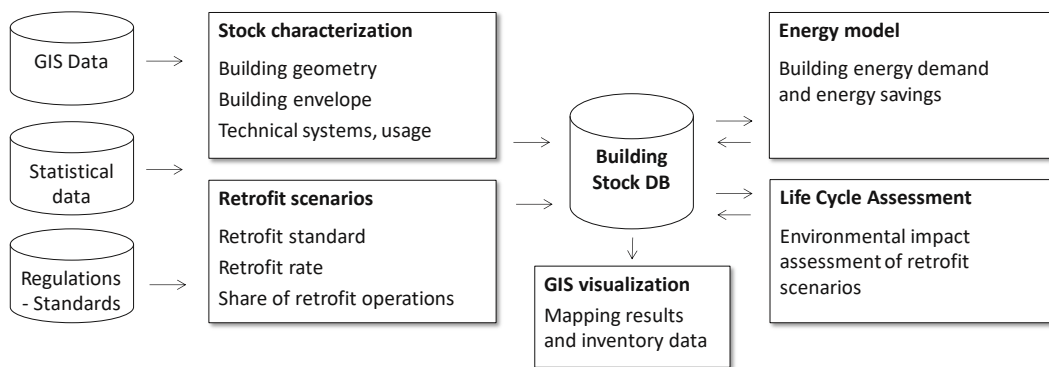 GIS Data
Statistical
data
Regulations
- Standards
Stock characterization
Building geometry
Building envelope
Technical systems, usage
Retrofit scenarios
Retrofit standard
Retrofit rate
Share of retrofit operations
Building
Stock DB
GIS visualization
Mapping results
and inventory data
Energy model
Building energy demand
and energy savings
Life Cycle Assessment
Environmental impact
assessment of retrofit
scenarios